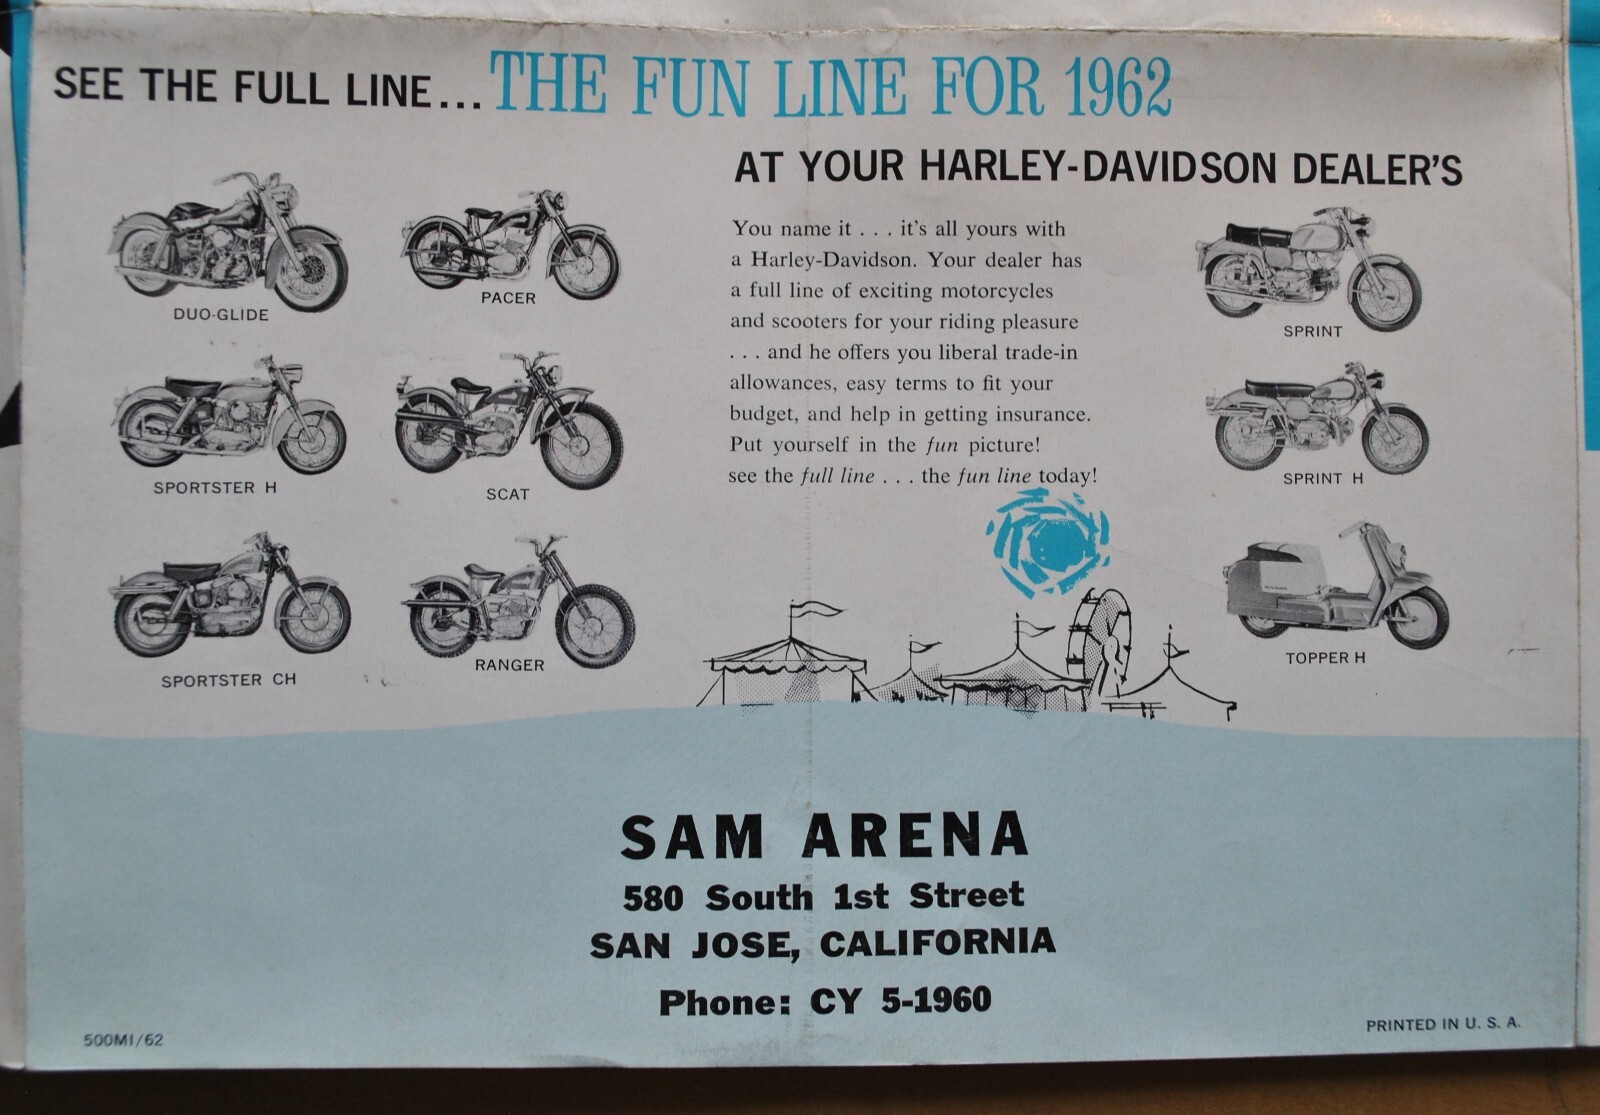 SEE THE FULL LINE... THE FUN LINE FOR 1962
AT YOUR HARLEY-DAVIDSON DEALER'S
DUO-GLIDE
PACER
SPORTSTER H
SCAT
SPORTSTER CH
RANGER
You name it . . . it's all yours with
a Harley-Davidson. Your dealer has
a full line of exciting motorcycles
and scooters for your riding pleasure
. . . and he offers you liberal trade-in
allowances, easy terms to fit your
budget, and help in getting insurance.
Put yourself in the fun picture!
see the full line . . . the fun line today!
SPRINT
SPRINT H
TOPPER H
SAM ARENA
580 South 1st Street
SAN JOSE, CALIFORNIA
Phone: CY 5-1960
500M1/62
PRINTED IN U. S. A.